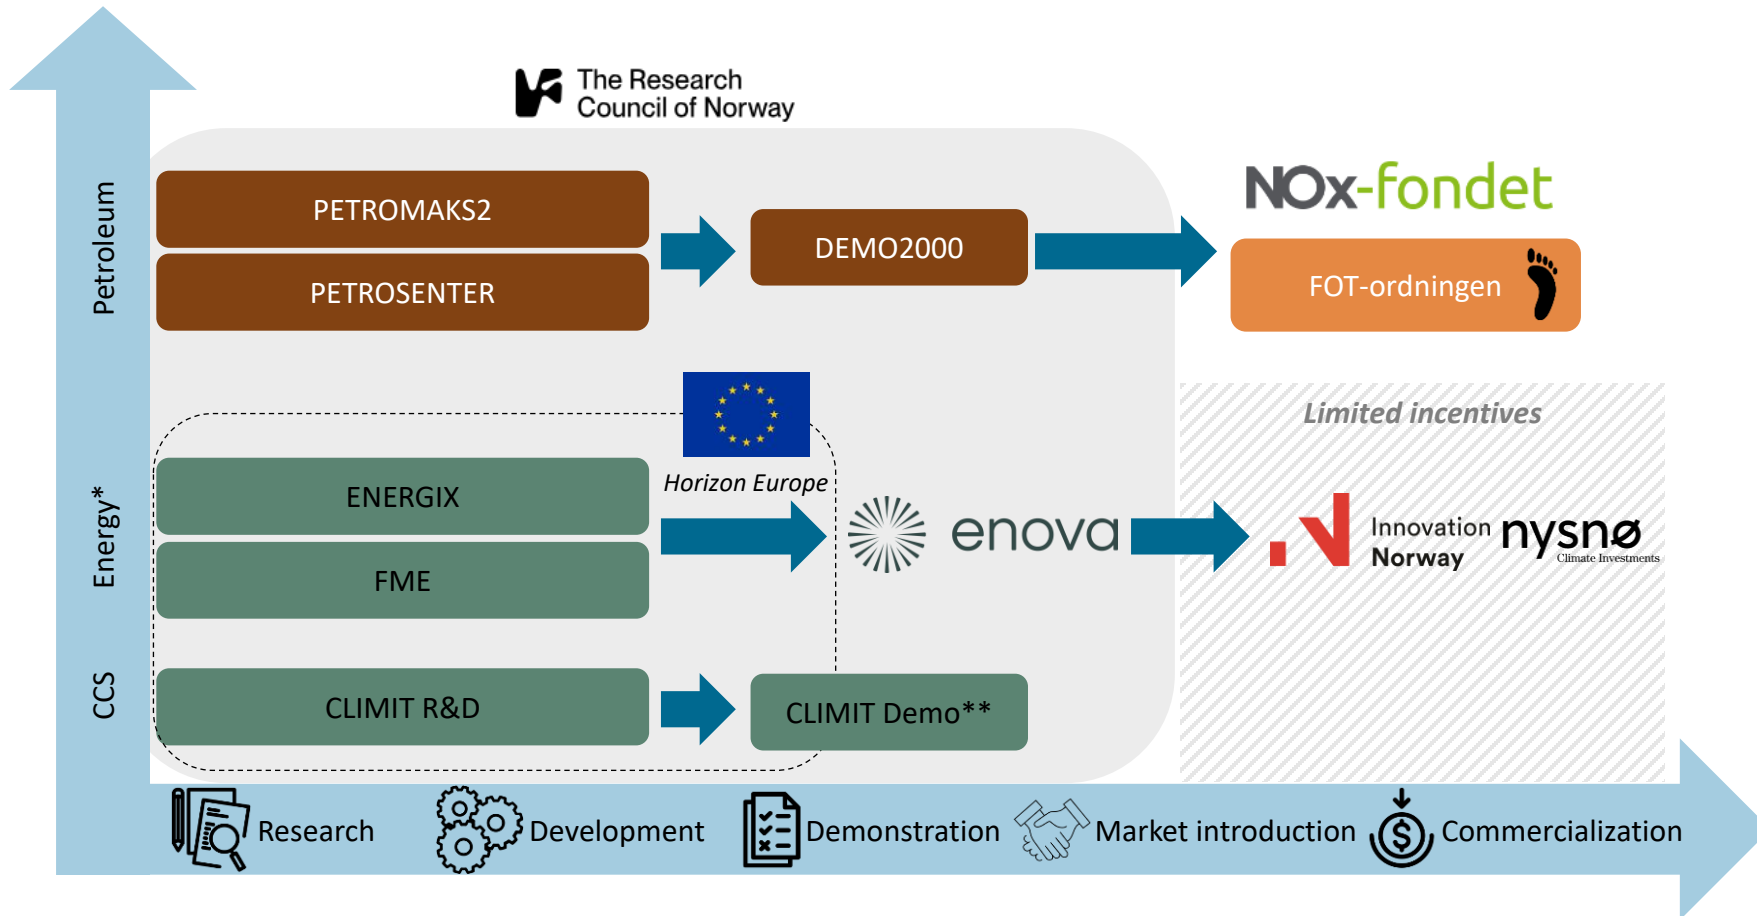 The Research
Council of Norway
Petroleum
PETROMAKS2
PETROSENTER
DEMO2000
NOx-fondet
FOT-ordningen
Energy*
ENERGIX
FME
Horizon Europe
enova
Limited incentives
Innovation
Norway
nysnø
Climate Investments
CCS
CLIMIT R&D
CLIMIT Demo**
Research
Development
Demonstration
Market introduction
Commercialization